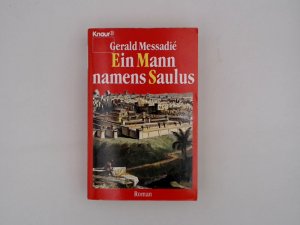 Knaur
Gerald Messadié
Ein Mann
namens Saulus
Roman